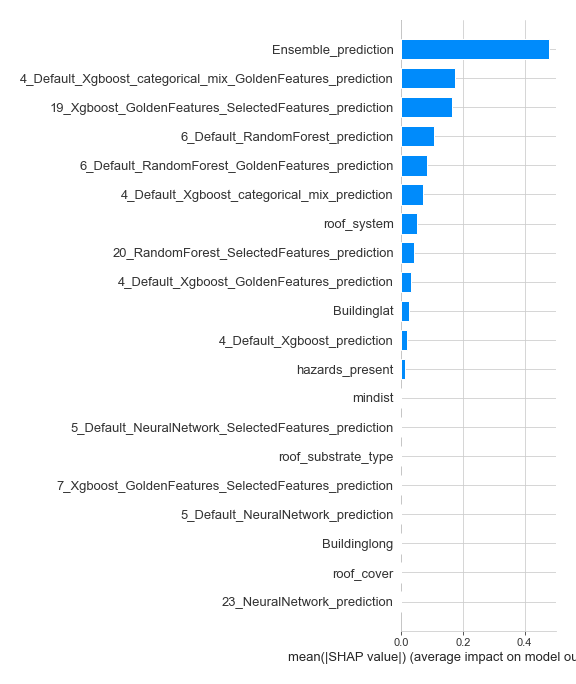 Ensemble_prediction
4_Default_Xgboost_categorical_mix_GoldenFeatures_prediction
19_Xgboost_GoldenFeatures_SelectedFeatures_prediction
6_Default_RandomForest_prediction
6_Default_RandomForest_GoldenFeatures_prediction
4_Default_Xgboost_categorical_mix_prediction
roof_system
20_RandomForest_SelectedFeatures_prediction
4_Default_Xgboost_GoldenFeatures_prediction
Buildinglat
4_Default_Xgboost_prediction
hazards_present
mindist
5_Default_NeuralNetwork_SelectedFeatures_prediction
roof_substrate_type
7_Xgboost_GoldenFeatures_SelectedFeatures_prediction
5_Default_NeuralNetwork_prediction
Buildinglong
roof_cover
23_NeuralNetwork_prediction
0.0 0.2 0.4
mean(|SHAP value|) (average impact on model ou